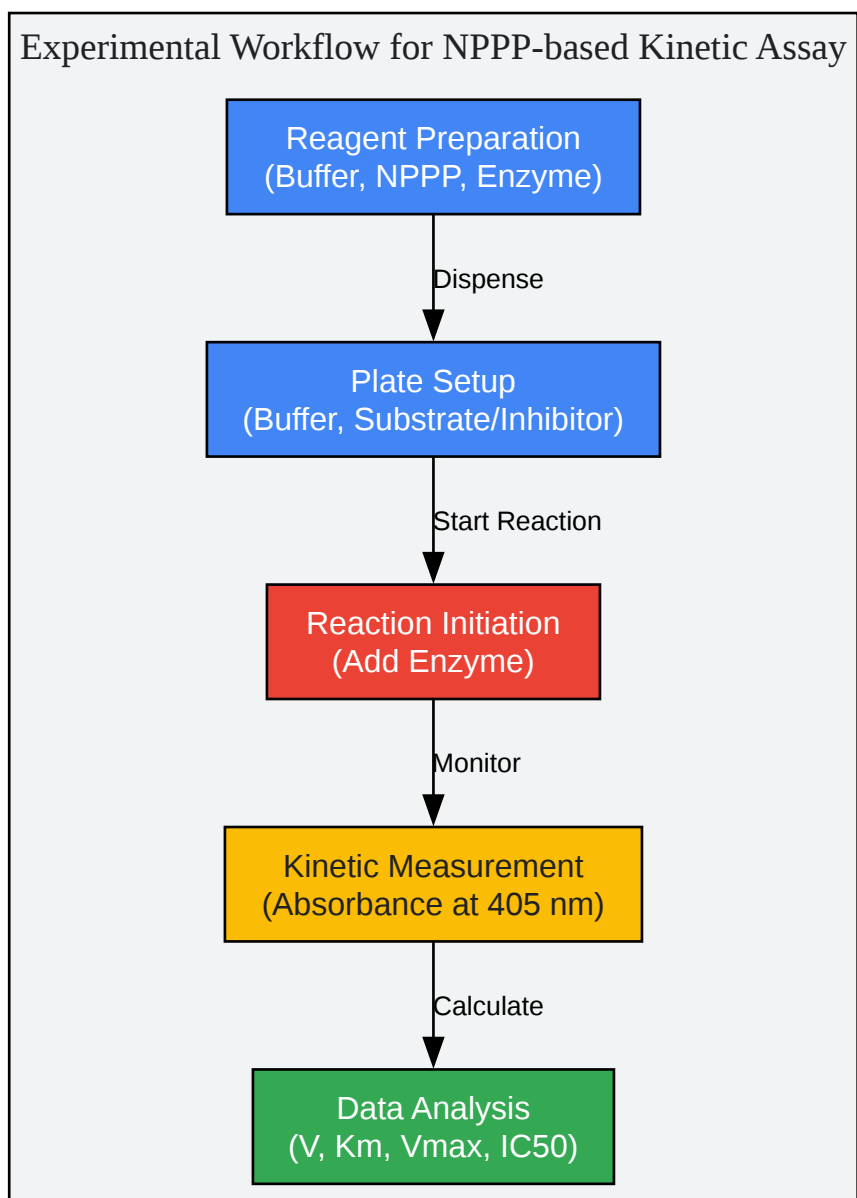 Experimental Workflow for NPPP-based Kinetic Assay
Reagent Preparation
(Buffer, NPPP, Enzyme)
Dispense
Plate Setup
(Buffer, Substrate/Inhibitor)
Start Reaction
Reaction Initiation
(Add Enzyme)
Monitor
Kinetic Measurement
(Absorbance at 405 nm)
Calculate
Data Analysis
(V, Km, Vmax, IC50)